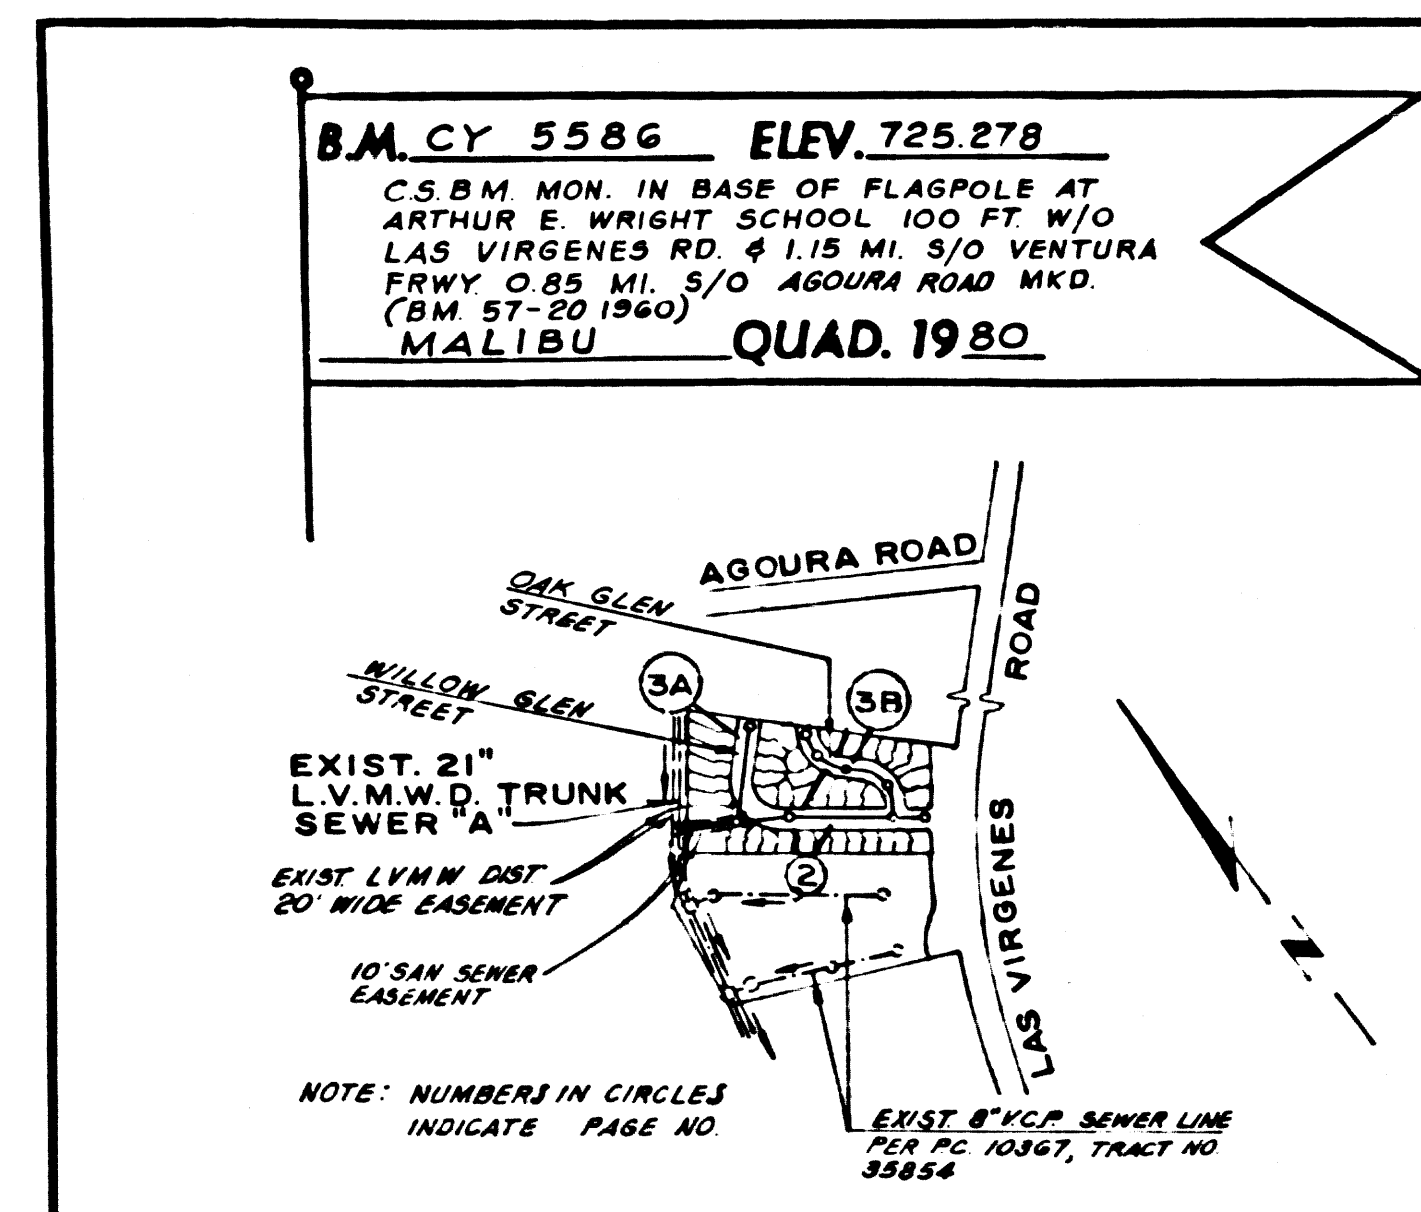 B.M. CY 5586 ELEV. 725.278
C.S.B M. MON. IN BASE OF FLAGPOLE AT
ARTHUR E. WRIGHT SCHOOL 100 FT. W/O
LAS VIRGENES RD. & 1.15 MI. S/O VENTURA
FRWY. 0.85 MI. S/O AGOURA ROAD MKD.
(BM. 57-20 1960)
MALIBU QUAD. 1980
AGOURA ROAD
OAK GLEN
STREET
WILLOW GLEN
STREET
3A
3B
EXIST. 21"
L.V.M.W.D. TRUNK
SEWER "A"
EXIST. LVMW DIST.
20' WIDE EASEMENT
2
10' SAN SEWER
EASEMENT
LAS VIRGENES ROAD
N
NOTE: NUMBERS IN CIRCLES
INDICATE PAGE NO.
EXIST. 8" V.C.P. SEWER LINE
PER P.C. 10367, TRACT NO.
35854